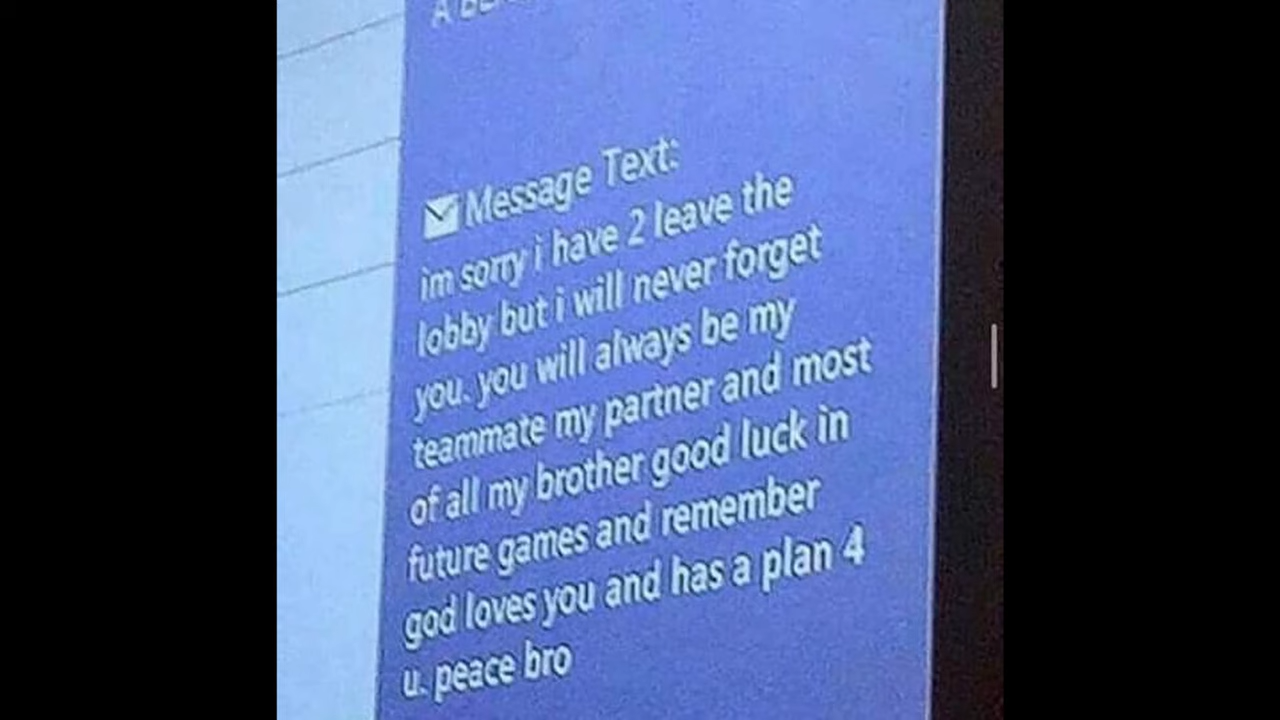 Message Text:
im sorry i have 2 leave the
lobby but i will never forget
you. you will always be my
teammate my partner and most
of all my brother good luck in
future games and remember
god loves you and has a plan 4
u. peace bro